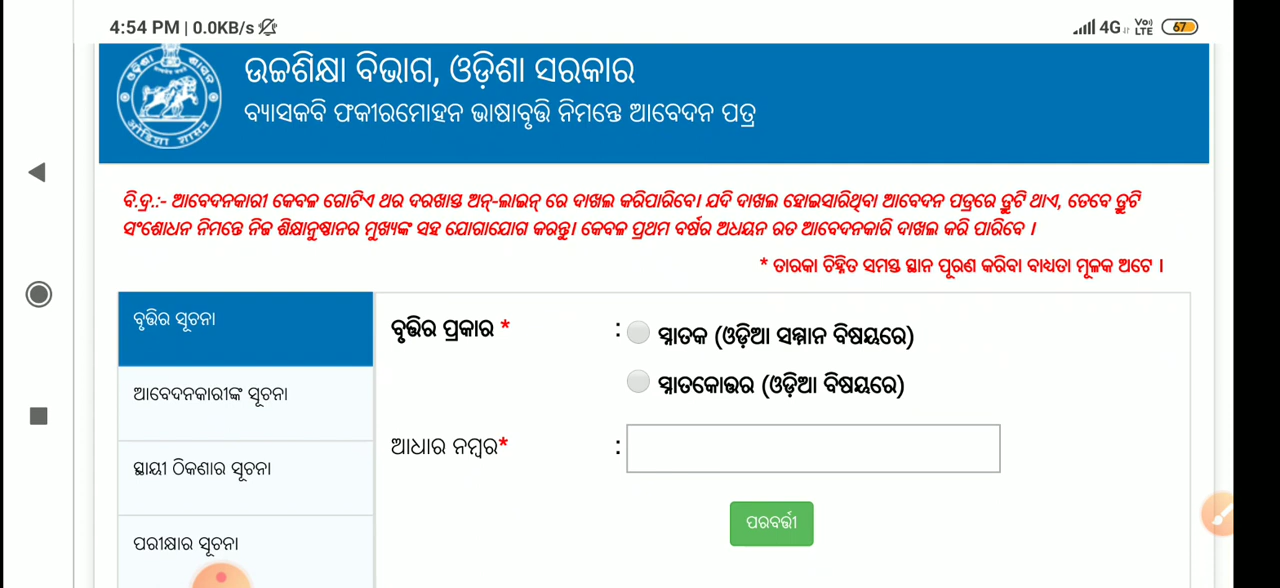 4:54 PM | 0.0KB/s
4G Vo) LTE 67
ଉଚ୍ଚଶିକ୍ଷା ବିଭାଗ, ଓଡ଼ିଶା ସରକାର
ବ୍ୟାସକବି ଫକୀରମୋହନ ଭାଷାବୃତ୍ତି ନିମନ୍ତେ ଆବେଦନ ପତ୍ର
ବି.ଦ୍ର.:- ଆବେଦନକାରୀ କେବଳ ଗୋଟିଏ ଥର ଦରଖାସ୍ତ ଅନ୍-ଲାଇନ୍ ରେ ଦାଖଲ କରିପାରିବେ। ଯଦି ଦାଖଲ ହୋଇସାରିଥିବା ଆବେଦନ ପତ୍ରରେ ତ୍ରୁଟି ଥାଏ, ତେବେ ତ୍ରୁଟି
ସଂଶୋଧନ ନିମନ୍ତେ ନିଜ ଶିକ୍ଷାନୁଷ୍ଠାନର ମୁଖ୍ୟଙ୍କ ସହ ଯୋଗାଯୋଗ କରନ୍ତୁ। କେବଳ ପ୍ରଥମ ବର୍ଷର ଅଧୟନ ରତ ଆବେଦନକାରି ଦାଖଲ କରି ପାରିବେ ।
* ତାରକା ଚିହ୍ନିତ ସମସ୍ତ ସ୍ଥାନ ପୂରଣ କରିବା ବାଧ୍ୟତା ମୂଳକ ଅଟେ ।
ବୃତ୍ତିର ସୂଚନା
ବୃତ୍ତିର ପ୍ରକାର * : ସ୍ନାତକ (ଓଡ଼ିଆ ସମ୍ମାନ ବିଷୟରେ)
ସ୍ନାତକୋତ୍ତର (ଓଡ଼ିଆ ବିଷୟରେ)
ଆବେଦନକାରୀଙ୍କ ସୂଚନା
ଆଧାର ନମ୍ବର* :
ସ୍ଥାୟୀ ଠିକଣାର ସୂଚନା
ପରବର୍ତ୍ତୀ
ପରୀକ୍ଷାର ସୂଚନା